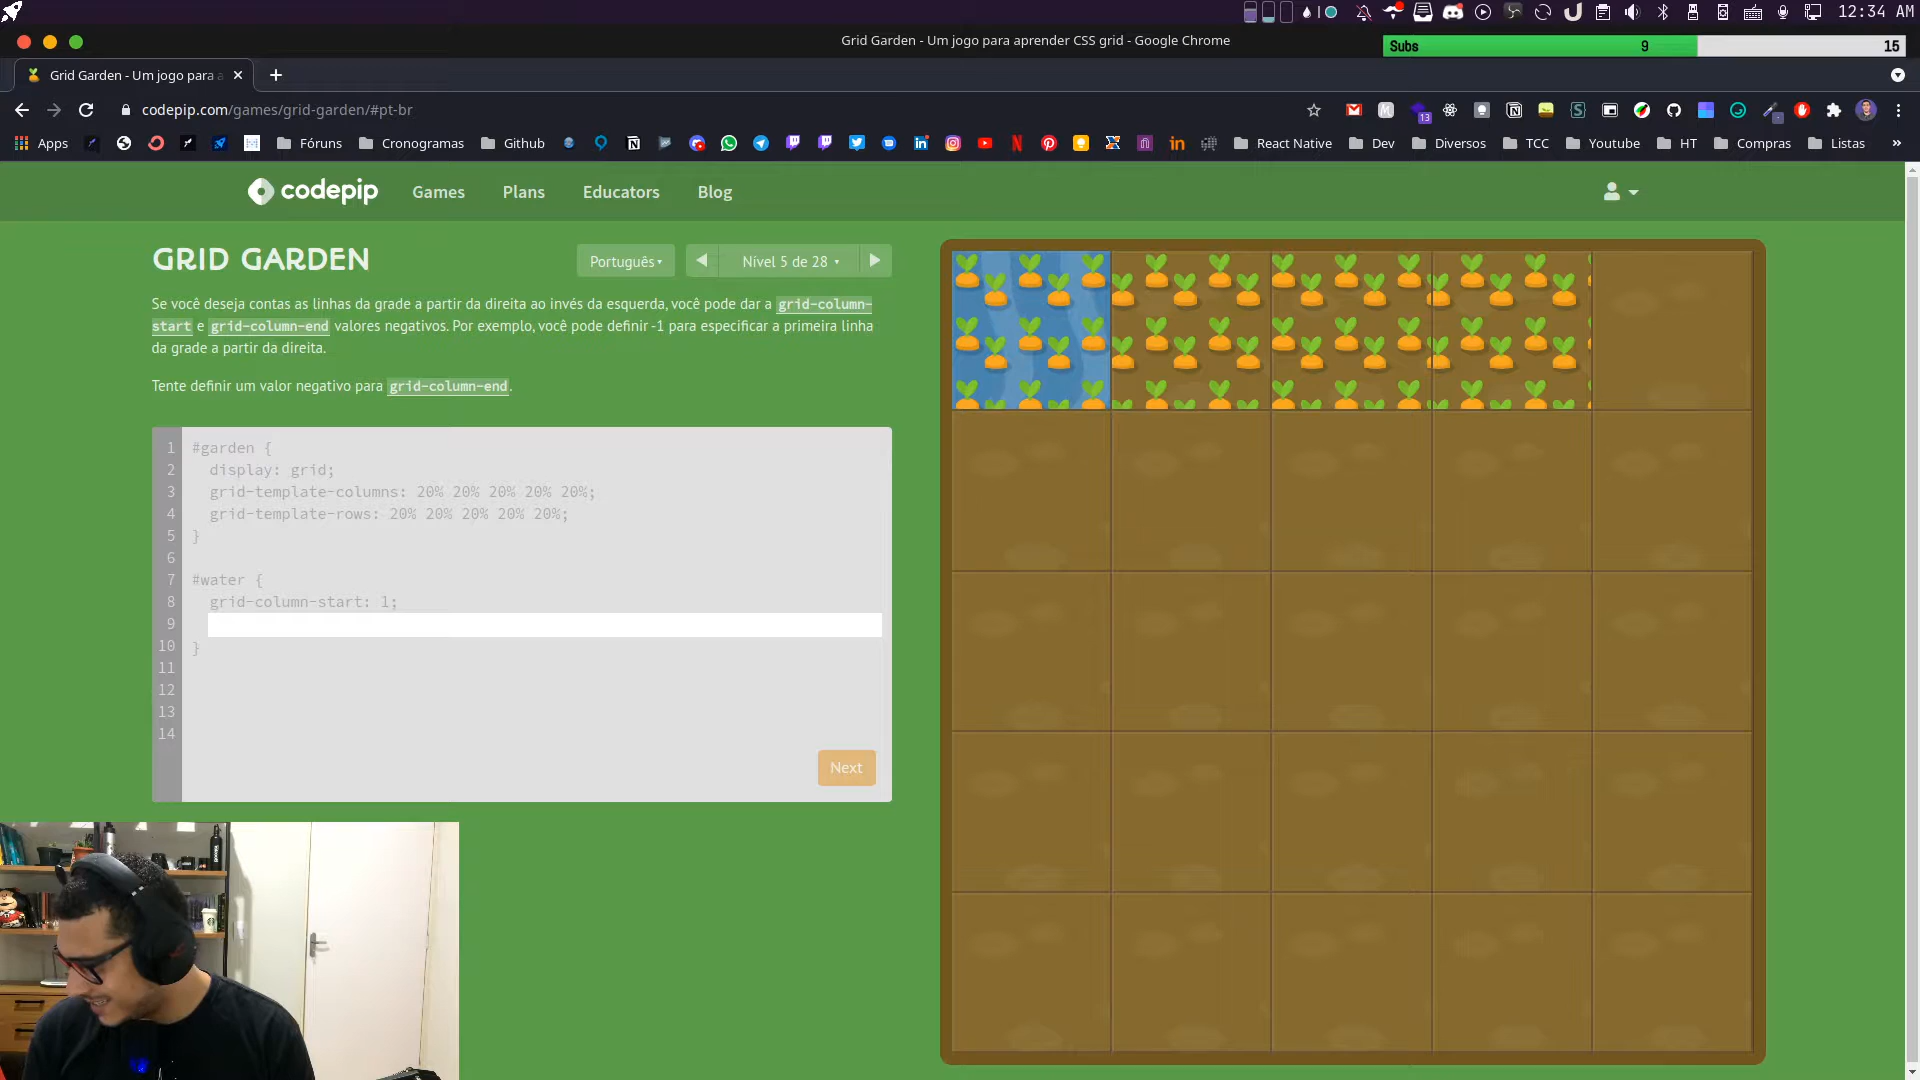 12:34 AM
Grid Garden - Um jogo para aprender CSS grid - Google Chrome
Subs 9 15
Grid Garden - Um jogo para a
codepip.com/games/grid-garden/#pt-br
13
Apps
Fóruns
Cronogramas
Github
React Native
Dev
Diversos
TCC
Youtube
HT
Compras
Listas
codepip
Games
Plans
Educators
Blog
GRID GARDEN
Português
Nível 5 de 28
Se você deseja contas as linhas da grade a partir da direita ao invés da esquerda, você pode dar a grid-column-
start e grid-column-end valores negativos. Por exemplo, você pode definir -1 para especificar a primeira linha
da grade a partir da direita.
Tente definir um valor negativo para grid-column-end.
1 #garden {
2 display: grid;
3 grid-template-columns: 20% 20% 20% 20% 20%;
4 grid-template-rows: 20% 20% 20% 20% 20%;
5 }
6
7 #water {
8 grid-column-start: 1;
9
10 }
11
12
13
14
Next